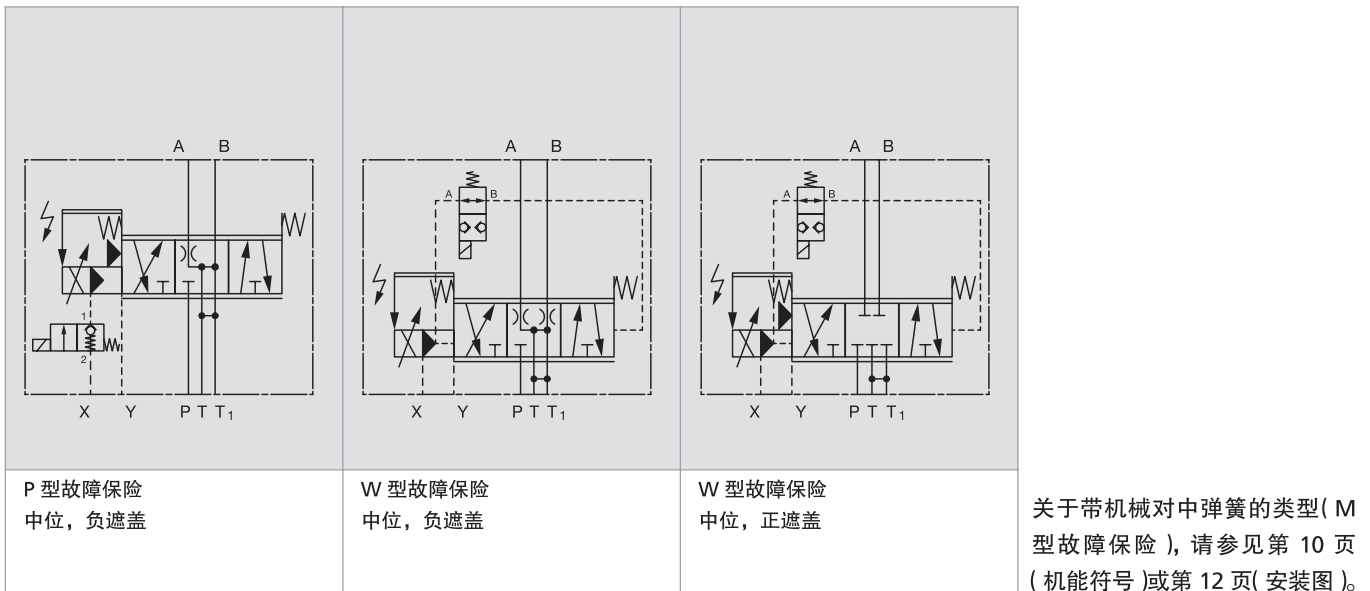 A B
1
2
X Y P T T1
P 型故障保险
中位，负遮盖
A B
A B
X Y P T T1
W 型故障保险
中位，负遮盖
A B
A B
X Y P T T1
W 型故障保险
中位，正遮盖
关于带机械对中弹簧的类型( M
型故障保险 )，请参见第 10 页
( 机能符号 )或第 12 页( 安装图 )。